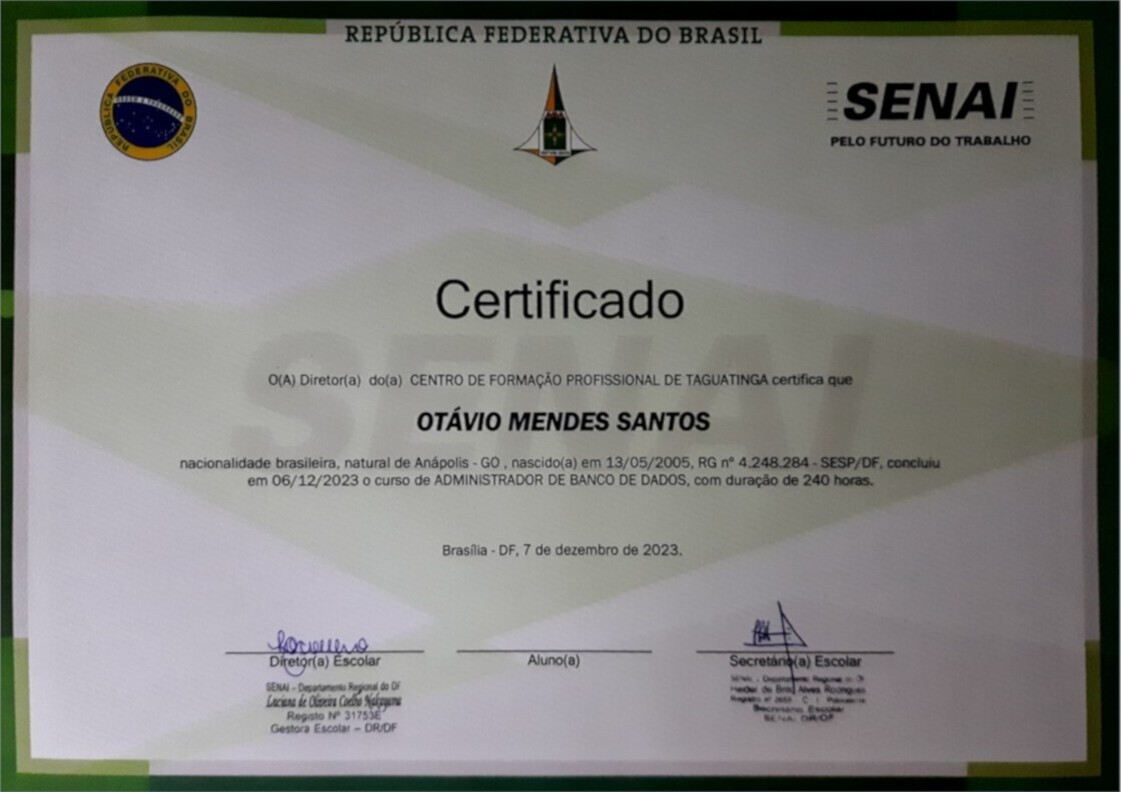 REPÚBLICA FEDERATIVA DO BRASIL
REPÚBLICA FEDERATIVA DO BRASIL
SENAI
PELO FUTURO DO TRABALHO
Certificado
SENAI
O(A) Diretor(a) do(a) CENTRO DE FORMAÇÃO PROFISSIONAL DE TAGUATINGA certifica que
OTÁVIO MENDES SANTOS
nacionalidade brasileira, natural de Anápolis - GO , nascido(a) em 13/05/2005, RG nº 4.248.284 - SESP/DF, concluiu
em 06/12/2023 o curso de ADMINISTRADOR DE BANCO DE DADOS, com duração de 240 horas.
Brasília - DF, 7 de dezembro de 2023.
Diretor(a) Escolar
Aluno(a)
Secretário(a) Escolar
SENAI - Departamento Regional do DF
Luciana de Oliveira Coelho Nakayama
Registo Nº 31753E
Gestora Escolar – DR/DF
SENAI - Departamento Regional do DF
de Alves Rodrigues
Registro nº
Secretário Escolar
SENAI DR/DF